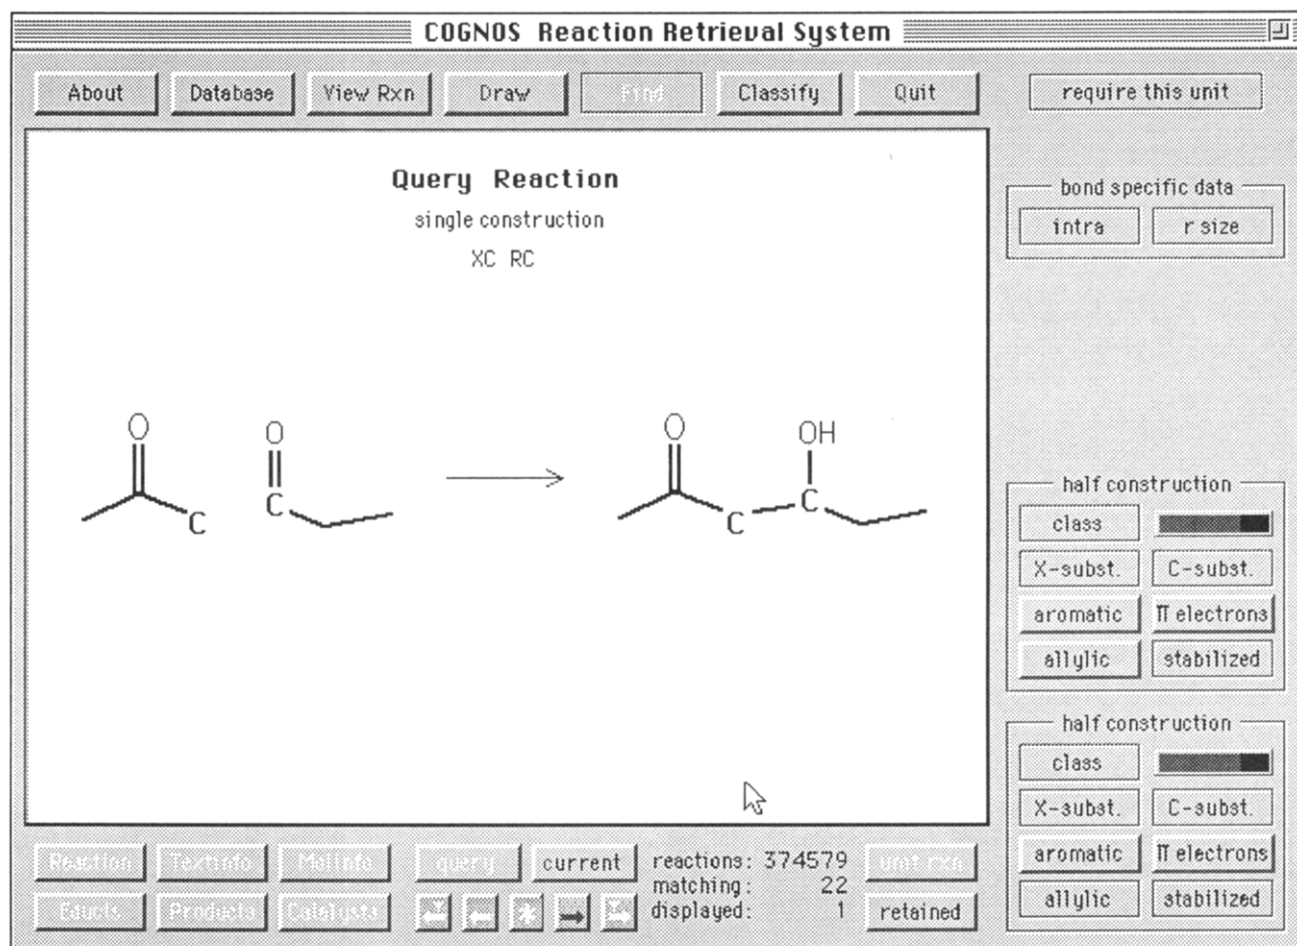 COGNOS Reaction Retrieval System
About Database View Rxn Draw Find Classify Quit require this unit
Query Reaction
single construction
XC RC
bond specific data
intra r size
O O O OH
C C C C
half construction
class
X-subst. C-subst.
aromatic Π electrons
allylic stabilized
half construction
class
X-subst. C-subst.
aromatic Π electrons
allylic stabilized
Reaction Textinfo Molinfo query current reactions: 374579 unit rxn
matching: 22
Educts Products Catalysts displayed: 1 retained